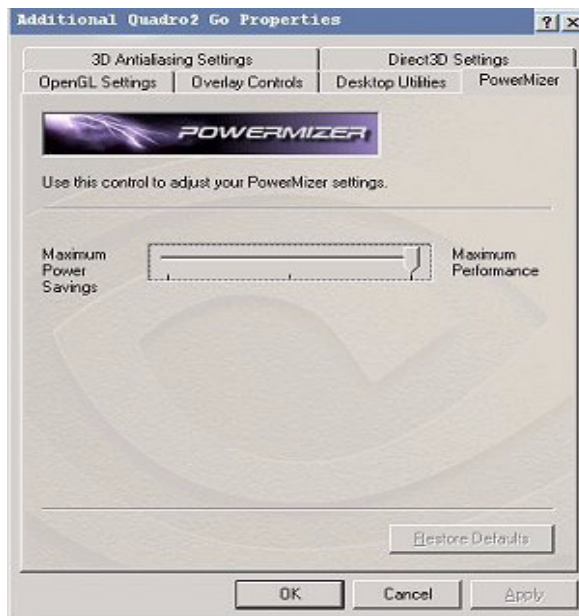 Additional Quadro2 Go Properties
3D Antialiasing Settings Direct3D Settings
OpenGL Settings Overlay Controls Desktop Utilities PowerMizer
POWERMIZER
Use this control to adjust your PowerMizer settings.
Maximum
Power
Savings
Maximum
Performance
Restore Defaults
OK Cancel Apply